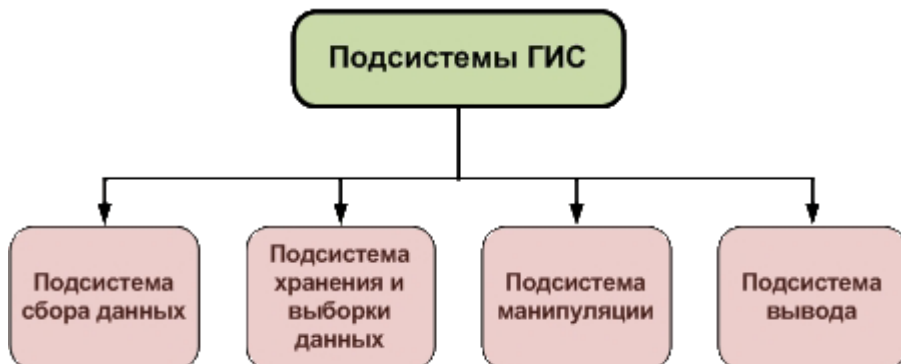 Подсистемы ГИС
Подсистема
сбора данных
Подсистема
хранения и
выборки
данных
Подсистема
манипуляции
Подсистема
вывода